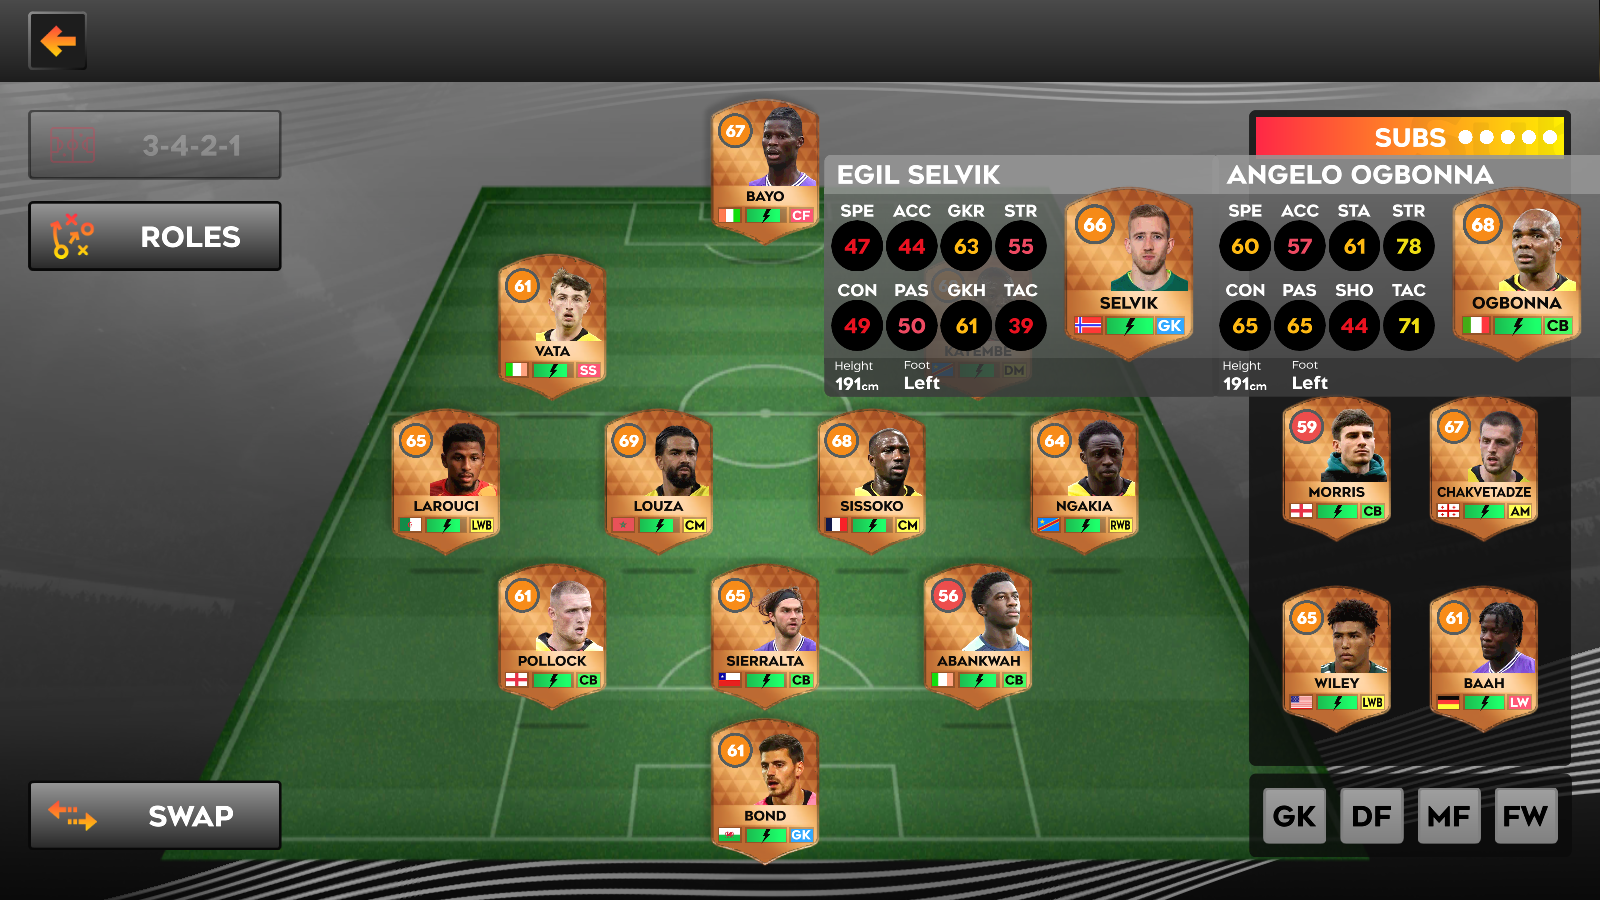 3-4-2-1
ROLES
SWAP
67
BAYO
CF
61
VATA
SS
KAYEMBE
DM
65
LAROUCI
LWB
69
LOUZA
CM
68
SISSOKO
CM
64
NGAKIA
RWB
61
POLLOCK
CB
65
SIERRALTA
CB
56
ABANKWAH
CB
61
BOND
GK
SUBS
EGIL SELVIK
SPE ACC GKR STR
47 44 63 55
CON PAS GKH TAC
49 50 61 39
Height Foot
191cm Left
66
SELVIK
GK
ANGELO OGBONNA
SPE ACC STA STR
60 57 61 78
CON PAS SHO TAC
65 65 44 71
Height Foot
191cm Left
68
OGBONNA
CB
59
MORRIS
CB
67
CHAKVETADZE
AM
65
WILEY
LWB
61
BAAH
LW
GK DF MF FW